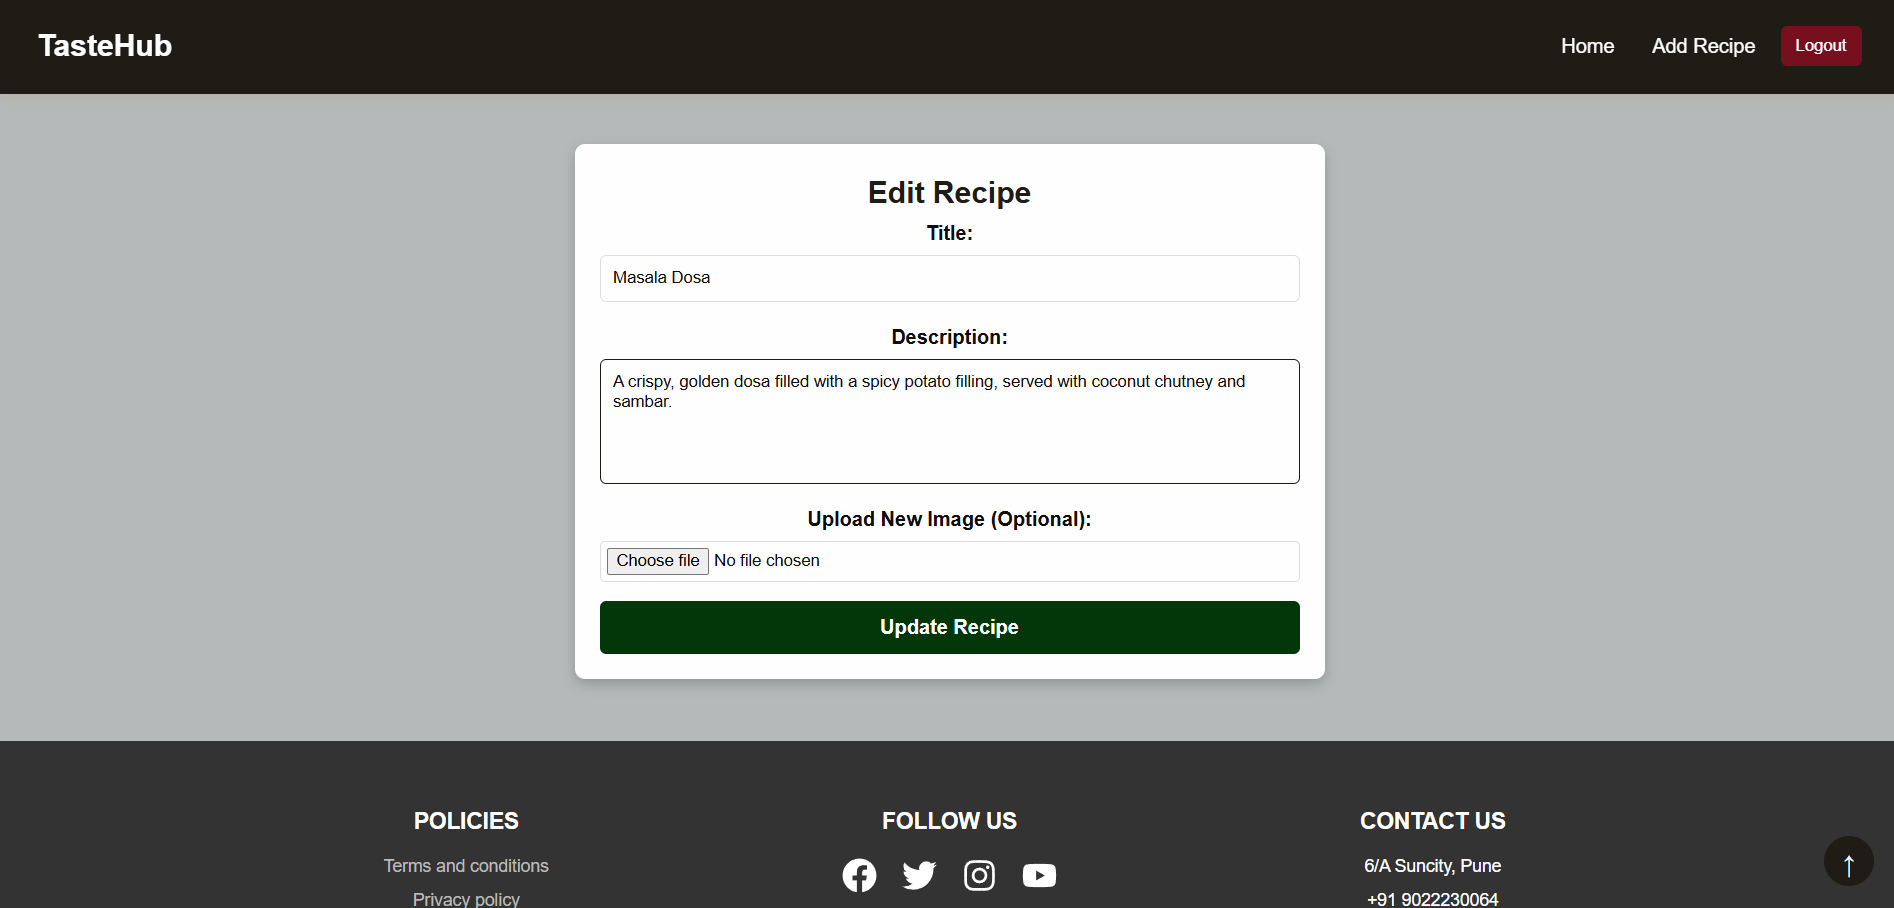 TasteHub
Home
Add Recipe
Logout
Edit Recipe
Title:
Masala Dosa
Description:
A crispy, golden dosa filled with a spicy potato filling, served with coconut chutney and
sambar.
Upload New Image (Optional):
Choose file No file chosen
Update Recipe
POLICIES
Terms and conditions
Privacy policy
FOLLOW US
CONTACT US
6/A Suncity, Pune
+91 9022230064
↑